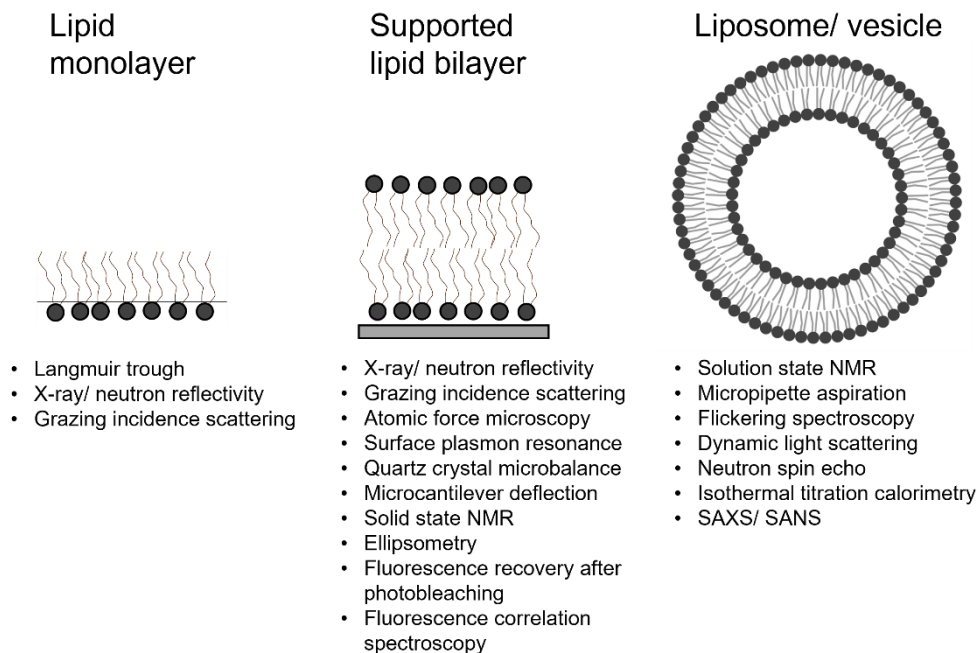 Lipid
monolayer
• Langmuir trough
• X-ray/ neutron reflectivity
• Grazing incidence scattering
Supported
lipid bilayer
• X-ray/ neutron reflectivity
• Grazing incidence scattering
• Atomic force microscopy
• Surface plasmon resonance
• Quartz crystal microbalance
• Microcantilever deflection
• Solid state NMR
• Ellipsometry
• Fluorescence recovery after
photobleaching
• Fluorescence correlation
spectroscopy
Liposome/ vesicle
• Solution state NMR
• Micropipette aspiration
• Flickering spectroscopy
• Dynamic light scattering
• Neutron spin echo
• Isothermal titration calorimetry
• SAXS/ SANS